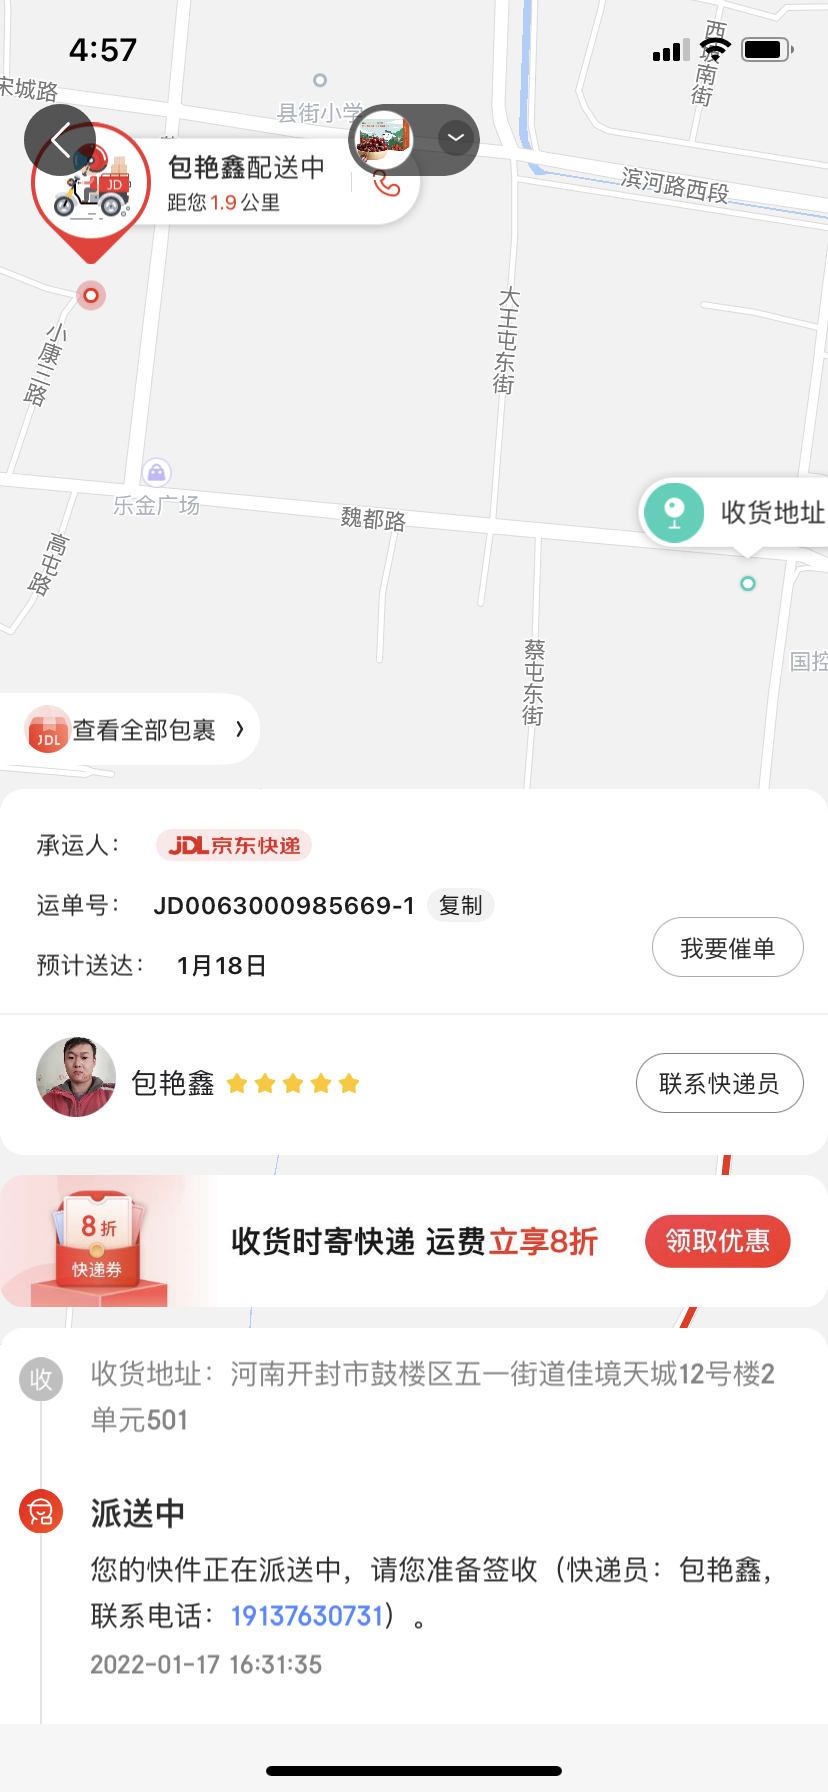 4:57
西坡南街
宋城路
县街小学
包艳鑫配送中
距您1.9公里
JD
滨河路西段
大王屯东街
小康三路
乐金广场
魏都路
收货地址
高屯路
蔡屯东街
国控
JDL
查看全部包裹 ›
承运人： JDL京东快递
运单号： JD0063000985669-1 复制
预计送达： 1月18日
我要催单
包艳鑫
联系快递员
8折
快递券
收货时寄快递 运费立享8折
领取优惠
收
收货地址：河南开封市鼓楼区五一街道佳境天城12号楼2
单元501
派送中
您的快件正在派送中，请您准备签收（快递员：包艳鑫，
联系电话：19137630731）。
2022-01-17 16:31:35